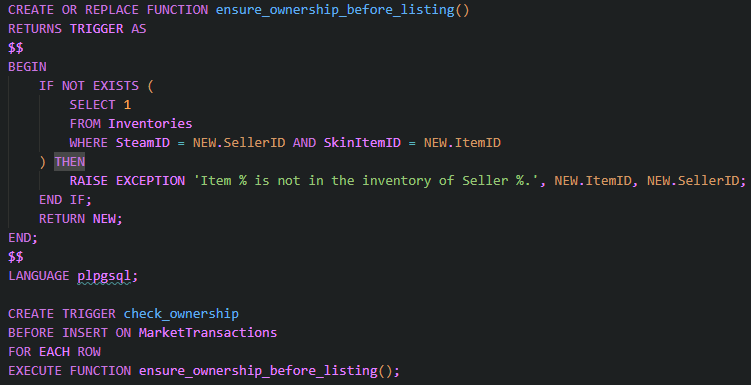 CREATE OR REPLACE FUNCTION ensure_ownership_before_listing()
RETURNS TRIGGER AS
$$
BEGIN
    IF NOT EXISTS (
        SELECT 1
        FROM Inventories
        WHERE SteamID = NEW.SellerID AND SkinItemID = NEW.ItemID
    ) THEN
        RAISE EXCEPTION 'Item % is not in the inventory of Seller %.', NEW.ItemID, NEW.SellerID;
    END IF;
    RETURN NEW;
END;
$$
LANGUAGE plpgsql;

CREATE TRIGGER check_ownership
BEFORE INSERT ON MarketTransactions
FOR EACH ROW
EXECUTE FUNCTION ensure_ownership_before_listing();